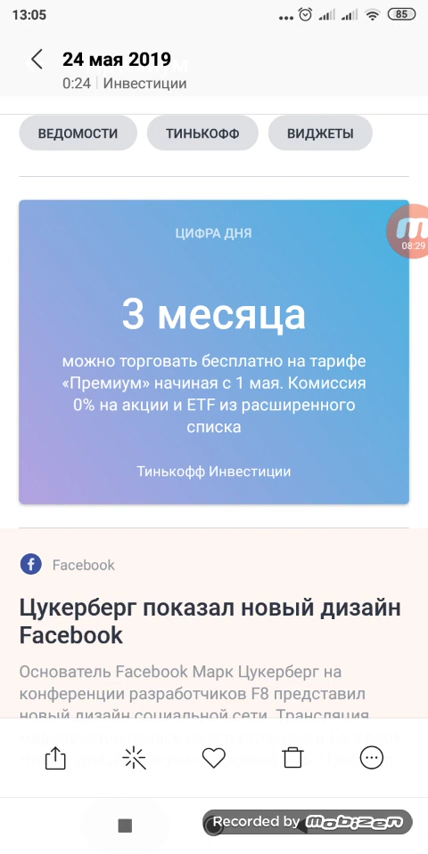 13:05
85
24 мая 2019
0:24 Инвестиции
ВЕДОМОСТИ ТИНЬКОФФ ВИДЖЕТЫ
ЦИФРА ДНЯ
08:29
3 месяца
можно торговать бесплатно на тарифе
«Премиум» начиная с 1 мая. Комиссия
0% на акции и ETF из расширенного
списка
Тинькофф Инвестиции
Facebook
Цукерберг показал новый дизайн
Facebook
Основатель Facebook Марк Цукерберг на
конференции разработчиков F8 представил
новый дизайн социальной сети. Трансляция
Recorded by mobizen